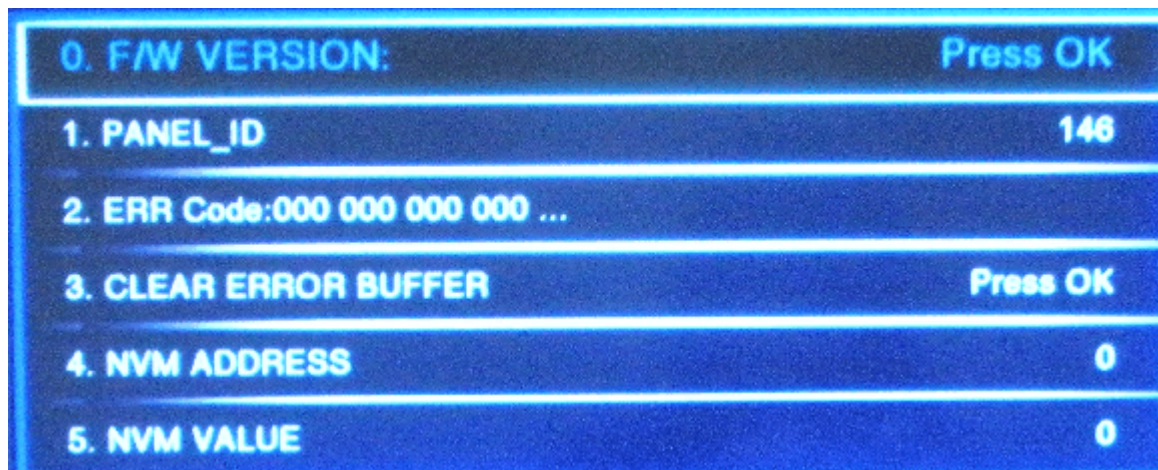 0. F/W VERSION: Press OK
1. PANEL_ID 146
2. ERR Code:000 000 000 000 ...
3. CLEAR ERROR BUFFER Press OK
4. NVM ADDRESS 0
5. NVM VALUE 0